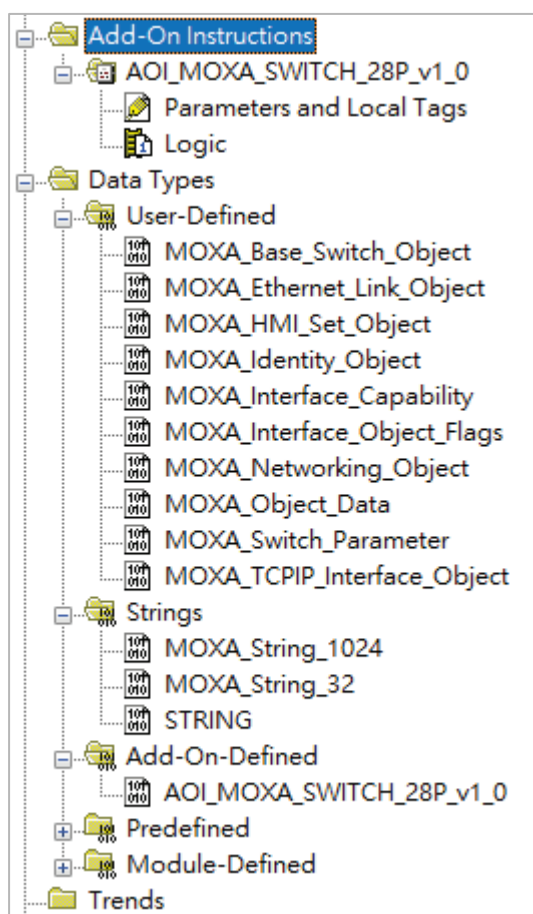 Add-On Instructions
AOI_MOXA_SWITCH_28P_v1_0
Parameters and Local Tags
Logic
Data Types
User-Defined
MOXA_Base_Switch_Object
MOXA_Ethernet_Link_Object
MOXA_HMI_Set_Object
MOXA_Identity_Object
MOXA_Interface_Capability
MOXA_Interface_Object_Flags
MOXA_Networking_Object
MOXA_Object_Data
MOXA_Switch_Parameter
MOXA_TCPIP_Interface_Object
Strings
MOXA_String_1024
MOXA_String_32
STRING
Add-On-Defined
AOI_MOXA_SWITCH_28P_v1_0
Predefined
Module-Defined
Trends